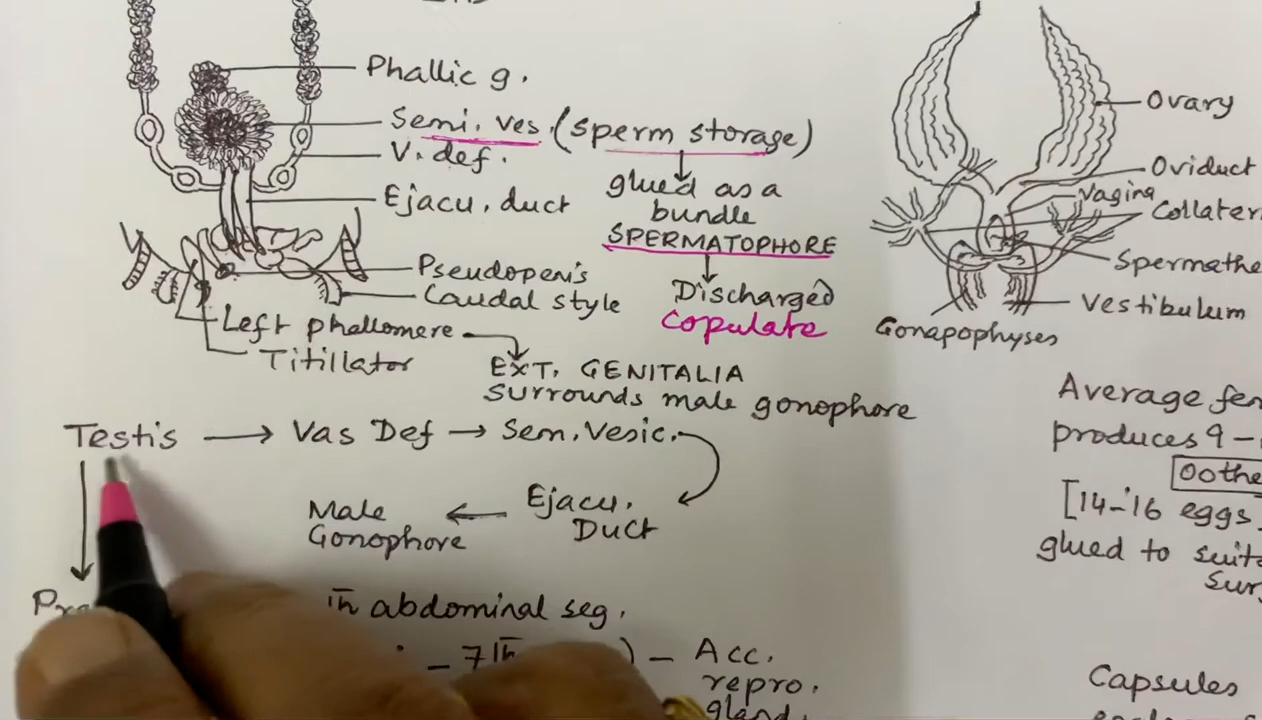 Phallic g.
Semi. ves. (sperm storage)
V. def.
Ejacu. duct
glued as a
bundle
SPERMATOPHORE
Discharged
Copulate
Pseudopenis
Caudal style
Left phallomere
Titillator
EXT. GENITALIA
surrounds male gonophore
Testis → Vas Def → Sem. Vesic.
Ejacu.
Duct
Male
Gonophore
abdominal seg.
7th
) – Acc.
repro.
gland.
Ovary
Oviduct
Vagina
Collater
Spermathe
Vestibulum
Gonapophyses
Average fe
produces 9 –
Oothe
[14-16 eggs
glued to suit
sur
Capsules